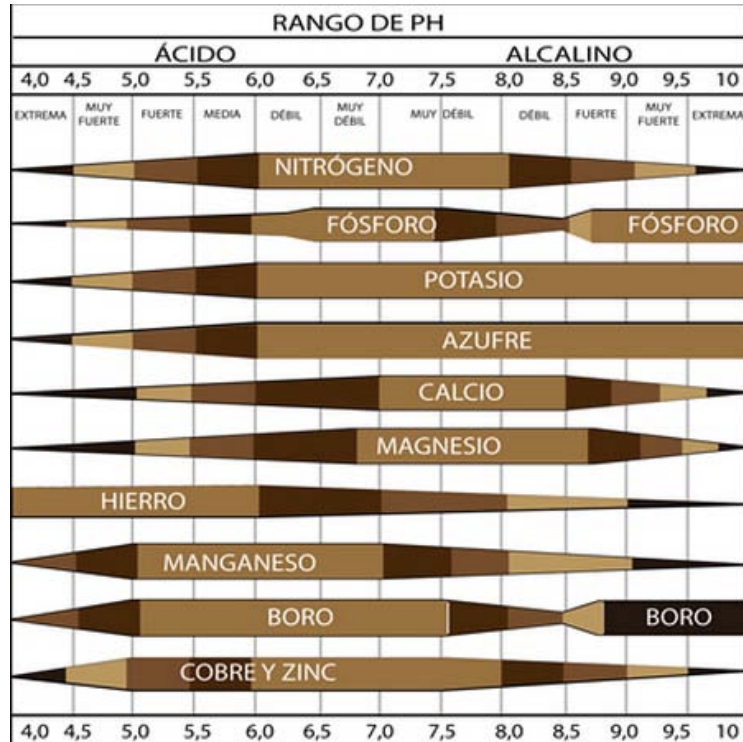 RANGO DE PH
ÁCIDO ALCALINO
4,0 4,5 5,0 5,5 6,0 6,5 7,0 7,5 8,0 8,5 9,0 9,5 10
EXTREMA MUY FUERTE FUERTE MEDIA DÉBIL MUY DÉBIL MUY DÉBIL DÉBIL FUERTE MUY FUERTE EXTREMA
NITRÓGENO
FÓSFORO FÓSFORO
POTASIO
AZUFRE
CALCIO
MAGNESIO
HIERRO
MANGANESO
BORO BORO
COBRE Y ZINC
4,0 4,5 5,0 5,5 6,0 6,5 7,0 7,5 8,0 8,5 9,0 9,5 10